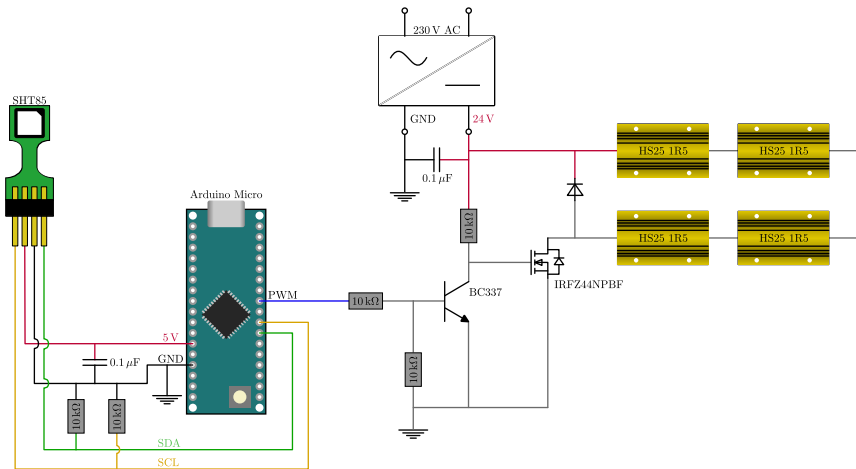 230 V AC
SHT85
GND
24 V
HS25 1R5
HS25 1R5
0.1 µF
Arduino Micro
10 kΩ
HS25 1R5
HS25 1R5
IRFZ44NPBF
BC337
PWM
10 kΩ
5 V
GND
0.1 µF
10 kΩ
10 kΩ
10 kΩ
SDA
SCL